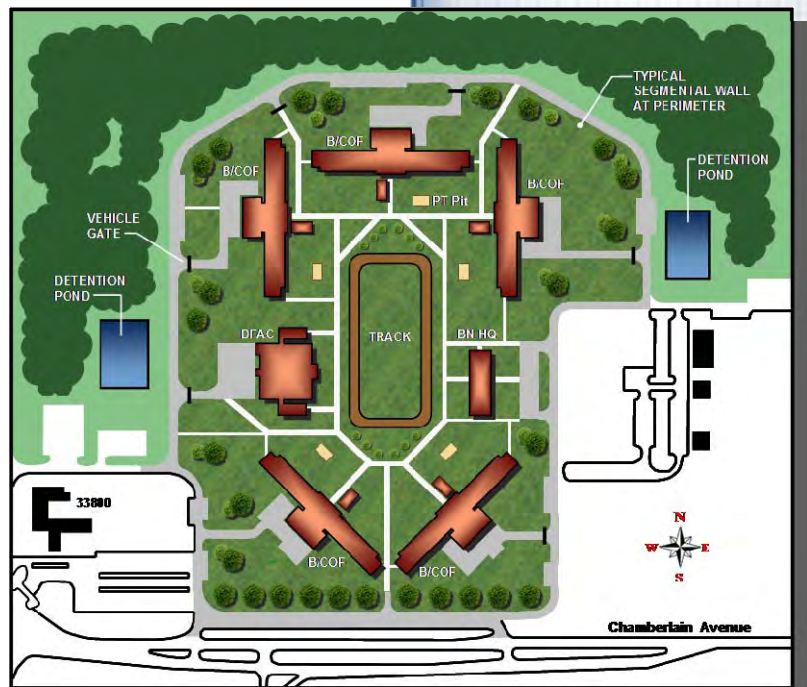 TYPICAL
SEGMENTAL WALL
AT PERIMETER
B/COF
B/COF
B/COF
DETENTION
POND
PT Pit
VEHICLE
GATE
DETENTION
POND
DFAC
TRACK
BN HQ
33800
B/COF
B/COF
N
W E
S
Chamberlain Avenue